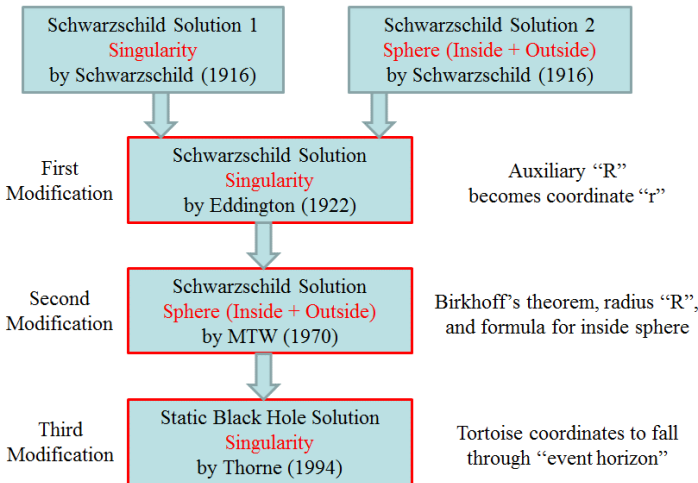 Schwarzschild Solution 1
Singularity
by Schwarzschild (1916)
Schwarzschild Solution 2
Sphere (Inside + Outside)
by Schwarzschild (1916)
First
Modification
Schwarzschild Solution
Singularity
by Eddington (1922)
Auxiliary “R”
becomes coordinate “r”
Second
Modification
Schwarzschild Solution
Sphere (Inside + Outside)
by MTW (1970)
Birkhoff’s theorem, radius “R”,
and formula for inside sphere
Third
Modification
Static Black Hole Solution
Singularity
by Thorne (1994)
Tortoise coordinates to fall
through “event horizon”